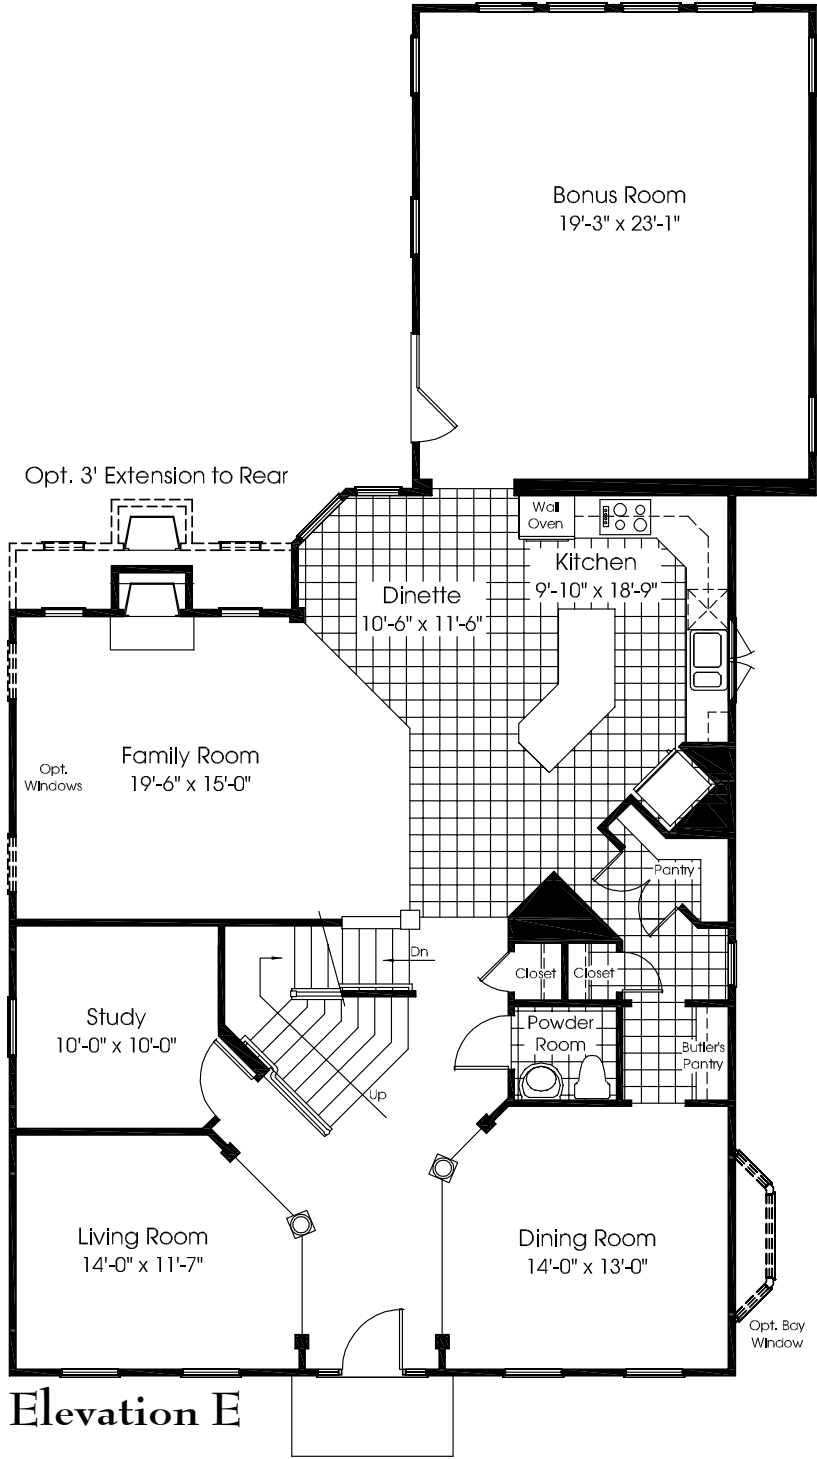 Bonus Room
19'-3" x 23'-1"
Opt. 3' Extension to Rear
Wall
Oven
Kitchen
9'-10" x 18'-9"
Dinette
10'-6" x 11'-6"
Family Room
19'-6" x 15'-0"
Opt.
Windows
Pantry
Dn
Closet
Closet
Study
10'-0" x 10'-0"
Powder
Room
Butler's
Pantry
Up
Living Room
14'-0" x 11'-7"
Dining Room
14'-0" x 13'-0"
Opt. Bay
Window
Elevation E